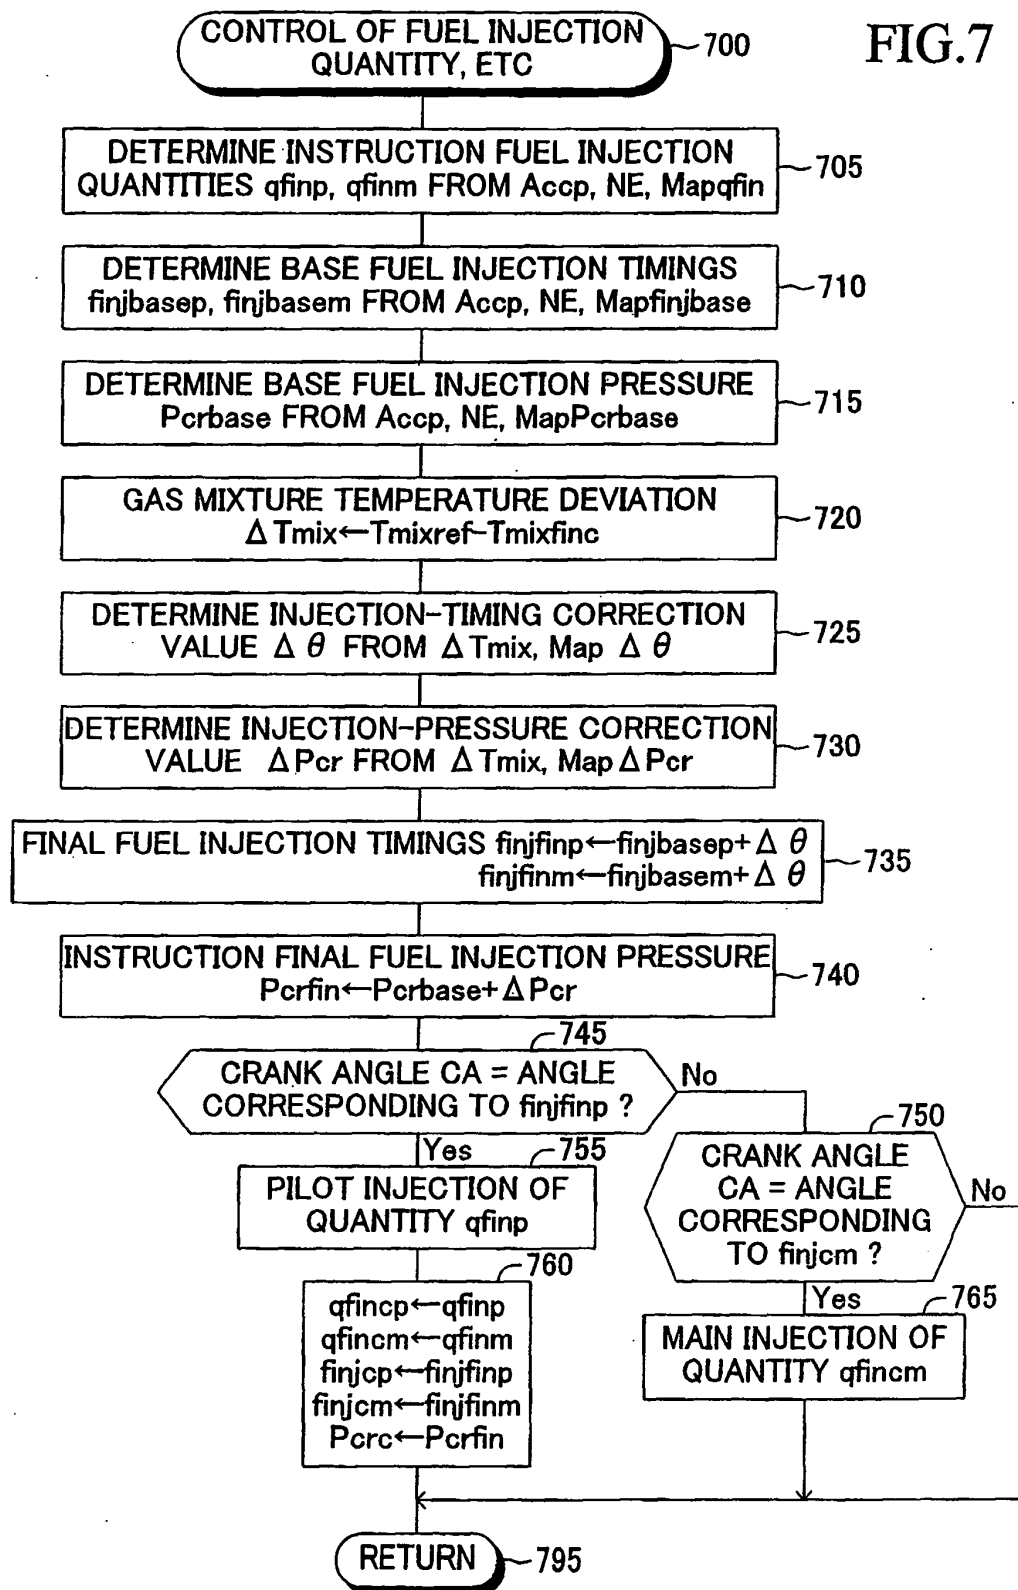 CONTROL OF FUEL INJECTION
QUANTITY, ETC
700
FIG.7
DETERMINE INSTRUCTION FUEL INJECTION
QUANTITIES qfinp, qfinm FROM Accp, NE, Mapqfin
705
DETERMINE BASE FUEL INJECTION TIMINGS
finjbasep, finjbasem FROM Accp, NE, Mapfinjbase
710
DETERMINE BASE FUEL INJECTION PRESSURE
Pcrbase FROM Accp, NE, MapPcrbase
715
GAS MIXTURE TEMPERATURE DEVIATION
ΔTmix←Tmixref-Tmixfinc
720
DETERMINE INJECTION-TIMING CORRECTION
VALUE Δ θ FROM ΔTmix, Map Δ θ
725
DETERMINE INJECTION-PRESSURE CORRECTION
VALUE ΔPcr FROM ΔTmix, Map ΔPcr
730
FINAL FUEL INJECTION TIMINGS finjfinp←finjbasep+Δ θ
finjfinm←finjbasem+Δ θ
735
INSTRUCTION FINAL FUEL INJECTION PRESSURE
Pcrfin←Pcrbase+ΔPcr
740
745
CRANK ANGLE CA = ANGLE
CORRESPONDING TO finjfinp ?
No
Yes
750
CRANK ANGLE
CA = ANGLE
CORRESPONDING
TO finjcm ?
No
Yes
755
PILOT INJECTION OF
QUANTITY qfinp
760
qfincp←qfinp
qfincm←qfinm
finjcp←finjfinp
finjcm←finjfinm
Pcrc←Pcrfin
765
MAIN INJECTION OF
QUANTITY qfincm
RETURN
795